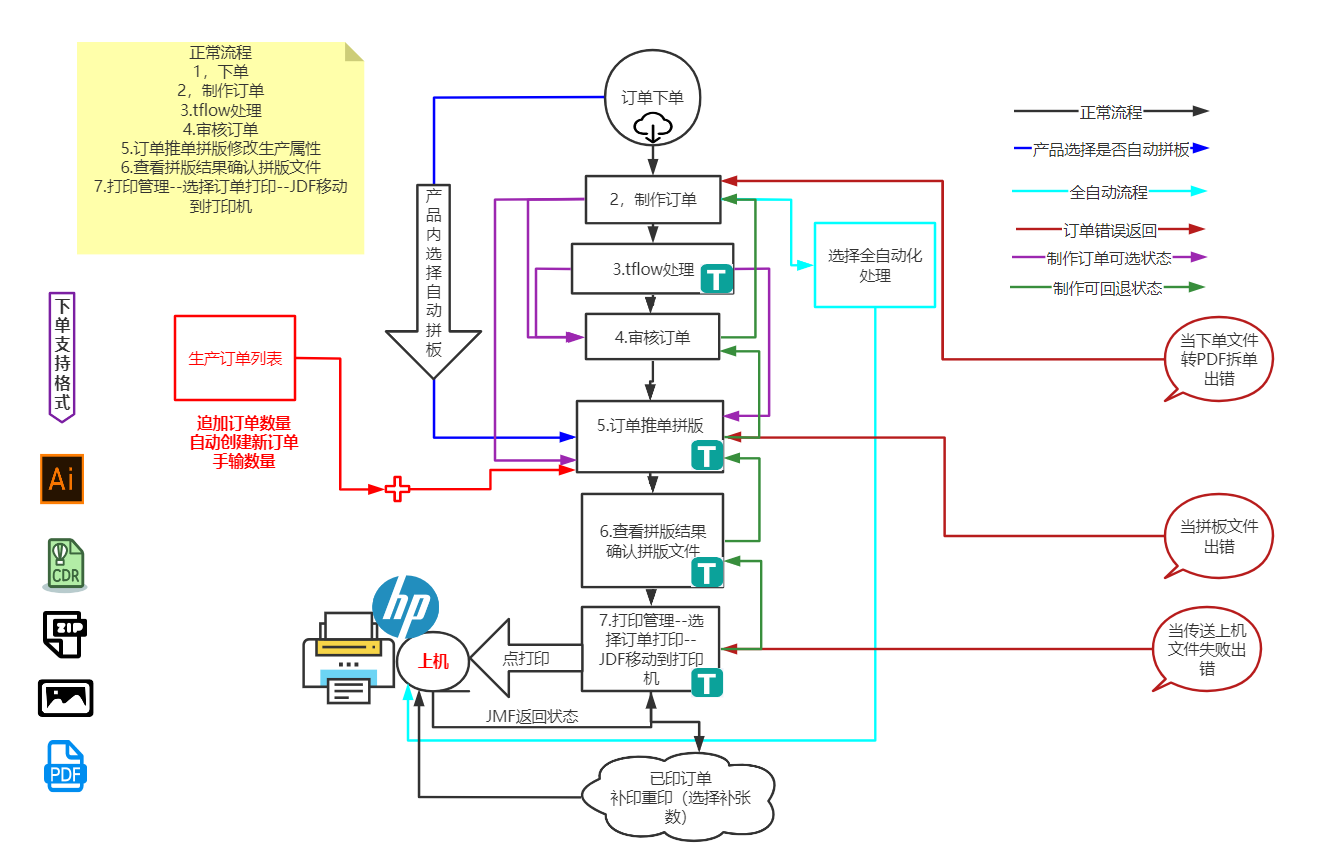 正常流程
1，下单
2，制作订单
3.tflow处理
4.审核订单
5.订单推单拼版修改生产属性
6.查看拼版结果确认拼版文件
7.打印管理--选择订单打印--JDF移动
到打印机
订单下单
正常流程
产品选择是否自动拼板
全自动流程
订单错误返回
制作订单可选状态
制作可回退状态
产品内选择自动拼板
2，制作订单
选择全自动化
处理
3.tflow处理
T
4.审核订单
下单支持格式
生产订单列表
追加订单数量
自动创建新订单
手输数量
当下单文件
转PDF拆单
出错
5.订单推单拼版
T
Ai
CDR
ZIP
PDF
6.查看拼版结果
确认拼版文件
T
当拼板文件
出错
hp
上机
点打印
7.打印管理--选
择订单打印--
JDF移动到打印
机
T
当传送上机
文件失败出
错
JMF返回状态
已印订单
补印重印（选择补张
数）